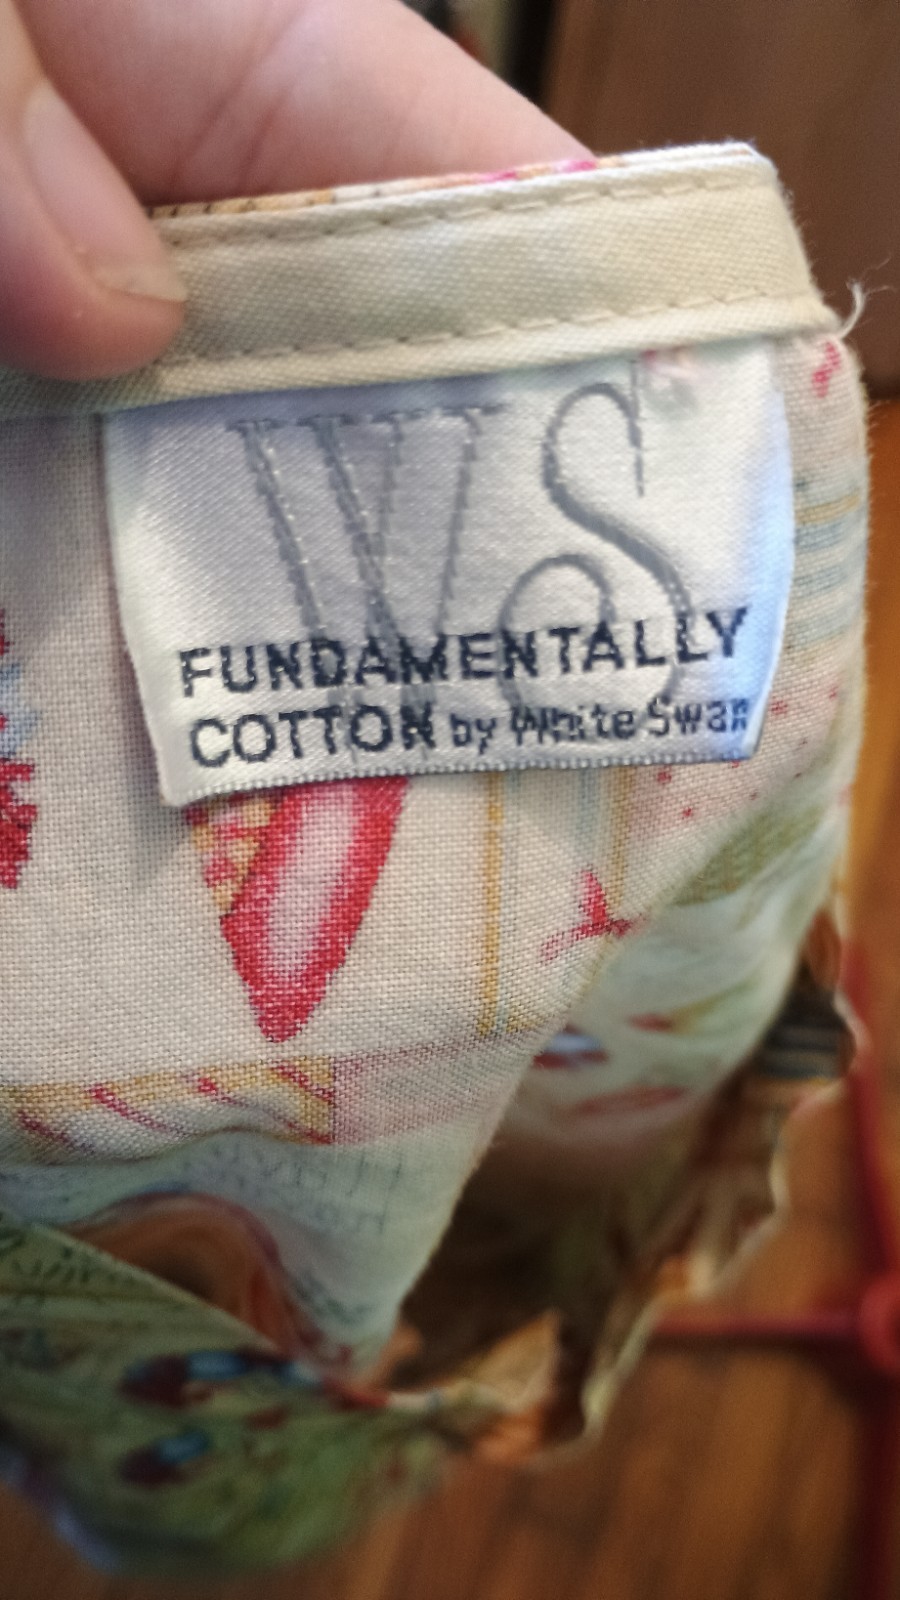 WS
FUNDAMENTALLY
COTTON by White Swan